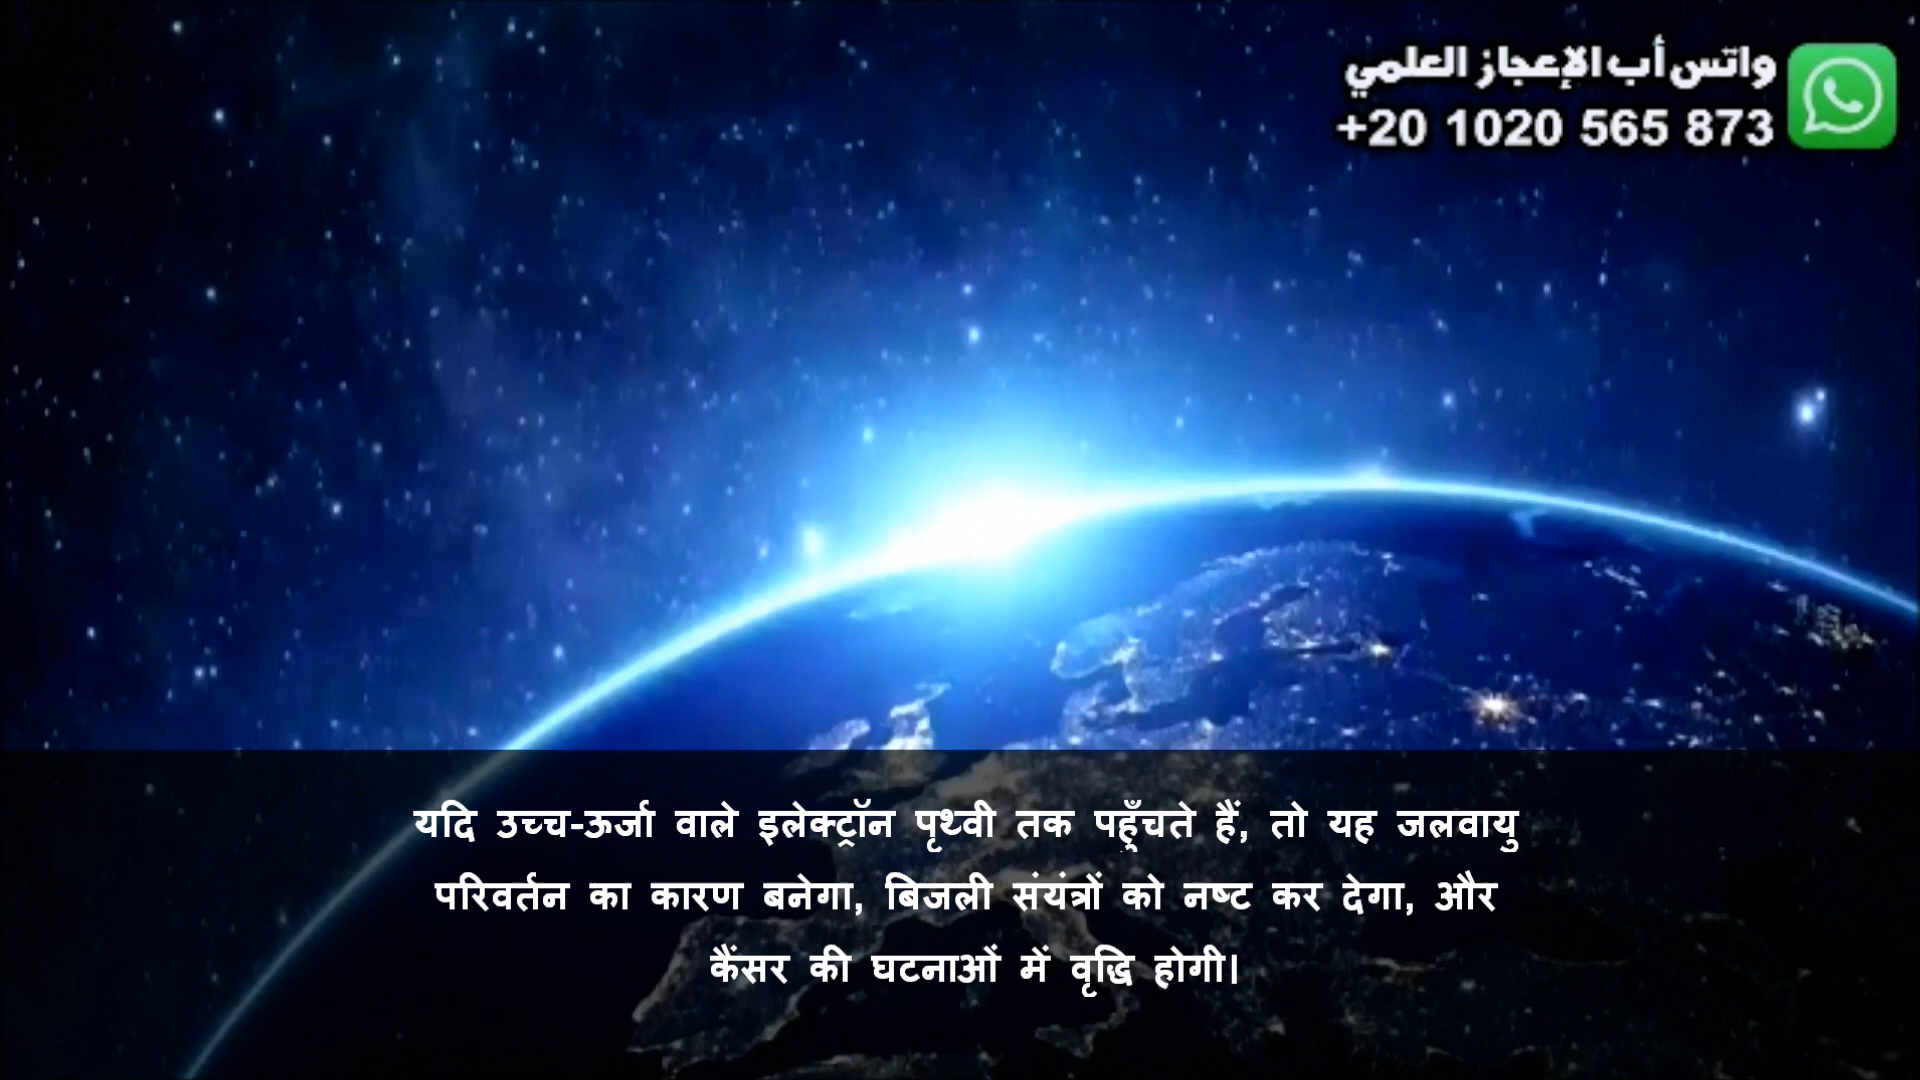 واتس أب الإعجاز العلمي
+20 1020 565 873
यदि उच्च-ऊर्जा वाले इलेक्ट्रॉन पृथ्वी तक पहुँचते हैं, तो यह जलवायु
परिवर्तन का कारण बनेगा, बिजली संयंत्रों को नष्ट कर देगा, और
कैंसर की घटनाओं में वृद्धि होगी।